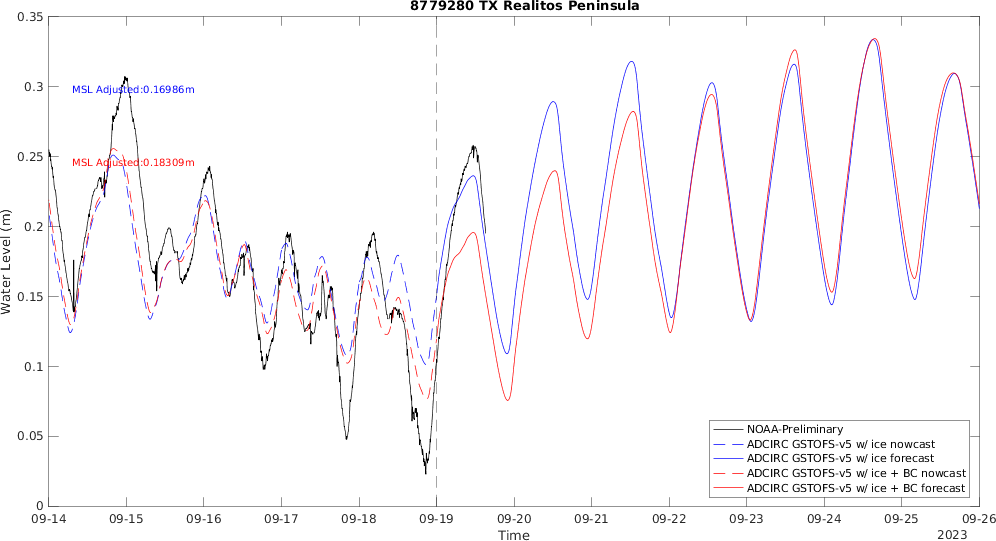 8779280 TX Realitos Peninsula
0.35
0.3
0.25
0.2
0.15
0.1
0.05
0
Water Level (m)
MSL Adjusted:0.16986m
MSL Adjusted:0.18309m
NOAA-Preliminary
ADCIRC GSTOFS-v5 w/ ice nowcast
ADCIRC GSTOFS-v5 w/ ice forecast
ADCIRC GSTOFS-v5 w/ ice + BC nowcast
ADCIRC GSTOFS-v5 w/ ice + BC forecast
09-14 09-15 09-16 09-17 09-18 09-19 09-20 09-21 09-22 09-23 09-24 09-25 09-26
Time
2023